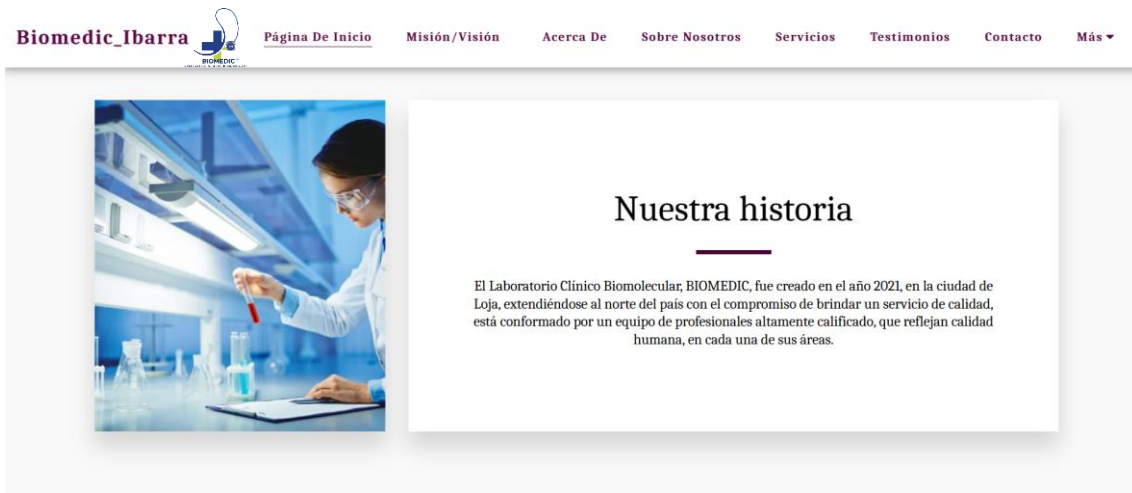 Biomedic_Ibarra
BIOMEDIC
Página De Inicio
Misión/Visión
Acerca De
Sobre Nosotros
Servicios
Testimonios
Contacto
Más
Nuestra historia
El Laboratorio Clínico Biomolecular, BIOMEDIC, fue creado en el año 2021, en la ciudad de
Loja, extendiéndose al norte del país con el compromiso de brindar un servicio de calidad,
está conformado por un equipo de profesionales altamente calificado, que reflejan calidad
humana, en cada una de sus áreas.